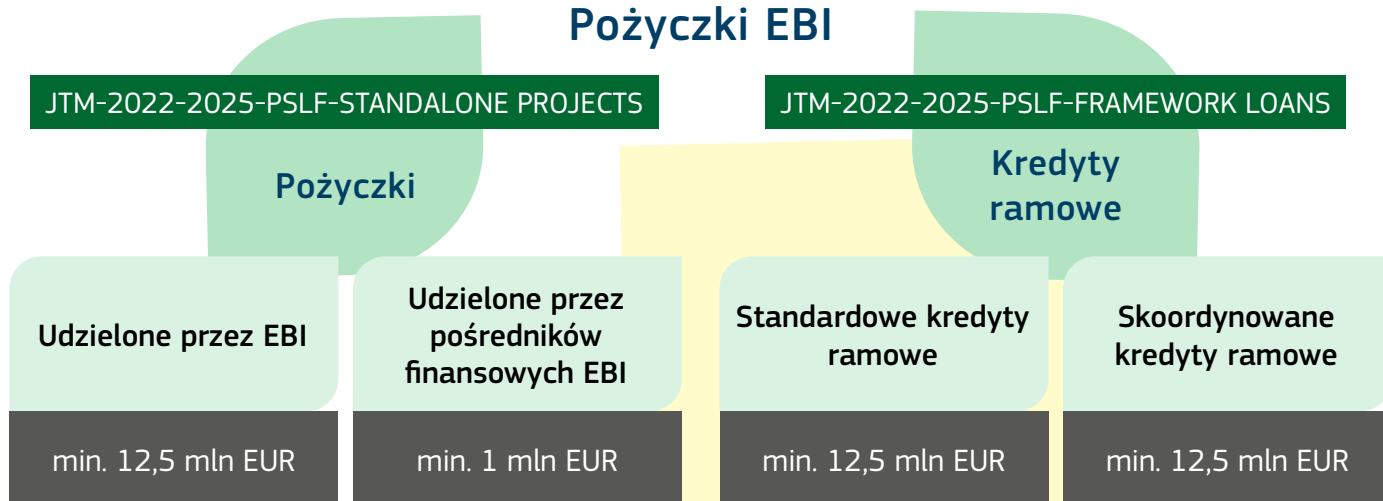 Pożyczki EBI
JTM-2022-2025-PSLF-STANDALONE PROJECTS
JTM-2022-2025-PSLF-FRAMEWORK LOANS
Pożyczki
Kredyty
ramowe
Udzielone przez EBI
Udzielone przez
pośredników
finansowych EBI
Standardowe kredyty
ramowe
Skoordynowane
kredyty ramowe
min. 12,5 mln EUR
min. 1 mln EUR
min. 12,5 mln EUR
min. 12,5 mln EUR